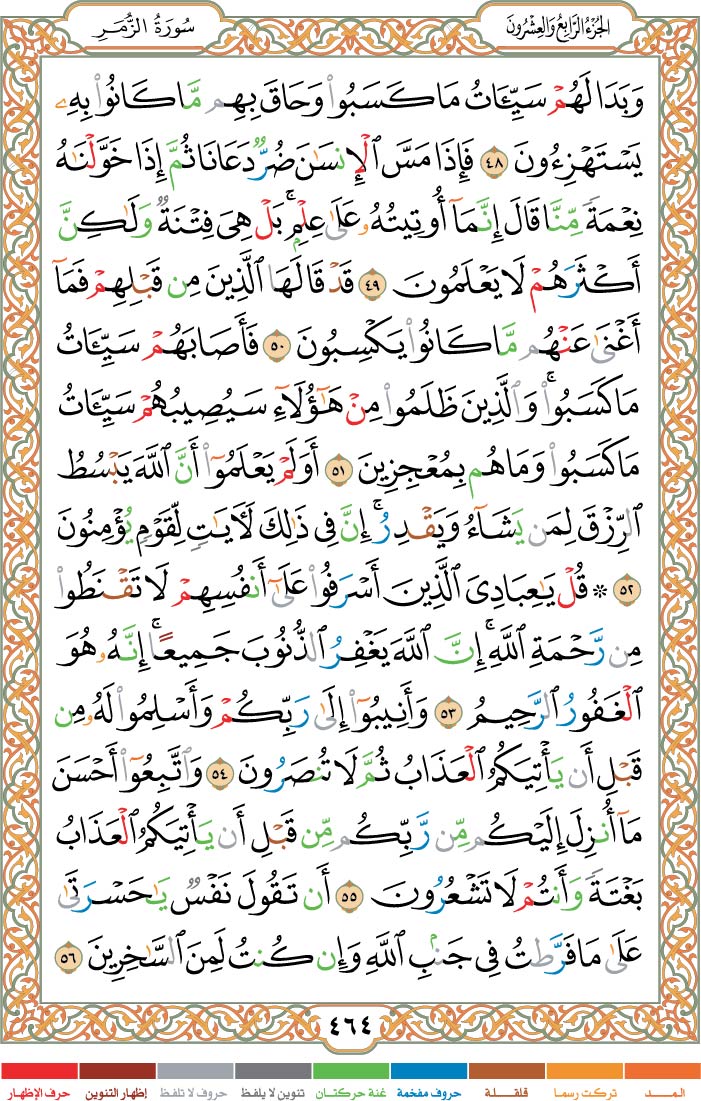 الجُزْءُ الرَّابِعُ وَالعِشْرُونَ
سُورَةُ الزُّمَرِ
وَبَدَا لَهُمْ سَيِّـَٔاتُ مَا كَسَبُوا۟ وَحَاقَ بِهِم مَّا كَانُوا۟ بِهِۦ
يَسْتَهْزِءُونَ ٤٨ فَإِذَا مَسَّ ٱلْإِنسَـٰنَ ضُرٌّ دَعَانَا ثُمَّ إِذَا خَوَّلْنَـٰهُ
نِعْمَةً مِّنَّا قَالَ إِنَّمَآ أُوتِيتُهُۥ عَلَىٰ عِلْمٍۭ ۚ بَلْ هِىَ فِتْنَةٌ وَلَـٰكِنَّ
أَكْثَرَهُمْ لَا يَعْلَمُونَ ٤٩ قَدْ قَالَهَا ٱلَّذِينَ مِن قَبْلِهِمْ فَمَآ
أَغْنَىٰ عَنْهُم مَّا كَانُوا۟ يَكْسِبُونَ ٥٠ فَأَصَابَهُمْ سَيِّـَٔاتُ
مَا كَسَبُوا۟ ۚ وَٱلَّذِينَ ظَلَمُوا۟ مِنْ هَـٰٓؤُلَآءِ سَيُصِيبُهُمْ سَيِّـَٔاتُ
مَا كَسَبُوا۟ وَمَا هُم بِمُعْجِزِينَ ٥١ أَوَلَمْ يَعْلَمُوٓا۟ أَنَّ ٱللَّهَ يَبْسُطُ
ٱلرِّزْقَ لِمَن يَشَآءُ وَيَقْدِرُ ۚ إِنَّ فِى ذَٰلِكَ لَـَٔايَـٰتٍ لِّقَوْمٍ يُؤْمِنُونَ
٥٢ ۞ قُلْ يَـٰعِبَادِىَ ٱلَّذِينَ أَسْرَفُوا۟ عَلَىٰٓ أَنفُسِهِمْ لَا تَقْنَطُوا۟
مِن رَّحْمَةِ ٱللَّهِ ۚ إِنَّ ٱللَّهَ يَغْفِرُ ٱلذُّنُوبَ جَمِيعًا ۚ إِنَّهُۥ هُوَ
ٱلْغَفُورُ ٱلرَّحِيمُ ٥٣ وَأَنِيبُوٓا۟ إِلَىٰ رَبِّكُمْ وَأَسْلِمُوا۟ لَهُۥ مِن
قَبْلِ أَن يَأْتِيَكُمُ ٱلْعَذَابُ ثُمَّ لَا تُنصَرُونَ ٥٤ وَٱتَّبِعُوٓا۟ أَحْسَنَ
مَآ أُنزِلَ إِلَيْكُم مِّن رَّبِّكُم مِّن قَبْلِ أَن يَأْتِيَكُمُ ٱلْعَذَابُ
بَغْتَةً وَأَنتُمْ لَا تَشْعُرُونَ ٥٥ أَن تَقُولَ نَفْسٌ يَـٰحَسْرَتَىٰ
عَلَىٰ مَا فَرَّطتُ فِى جَنۢبِ ٱللَّهِ وَإِن كُنتُ لَمِنَ ٱلسَّـٰخِرِينَ ٥٦
٤٦٤
المـــد تركت رسما قلقـــلة حروف مفخمة غنة حركتـان تنوين لا يلفظ حروف لا تلفظ إظهار التنوين حرف الإظهار